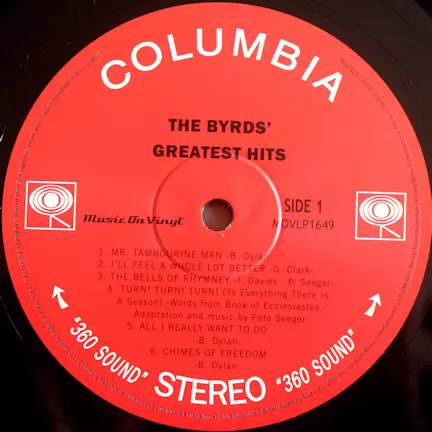 COLUMBIA
THE BYRDS'
GREATEST HITS
Music On Vinyl
SIDE 1
MOVLP1649
1. MR. TAMBOURINE MAN -B. Dylan-
2. I'LL FEEL A WHOLE LOT BETTER -G. Clark-
3. THE BELLS OF RHYMNEY -I. Davies - P. Seeger-
4. TURN! TURN! TURN! (To Everything There Is
A Season) -Words from Book of Ecclesiastes -
Adaptation and music by Pete Seeger-
5. ALL I REALLY WANT TO DO
-B. Dylan-
6. CHIMES OF FREEDOM
-B. Dylan-
"360 SOUND" STEREO "360 SOUND"